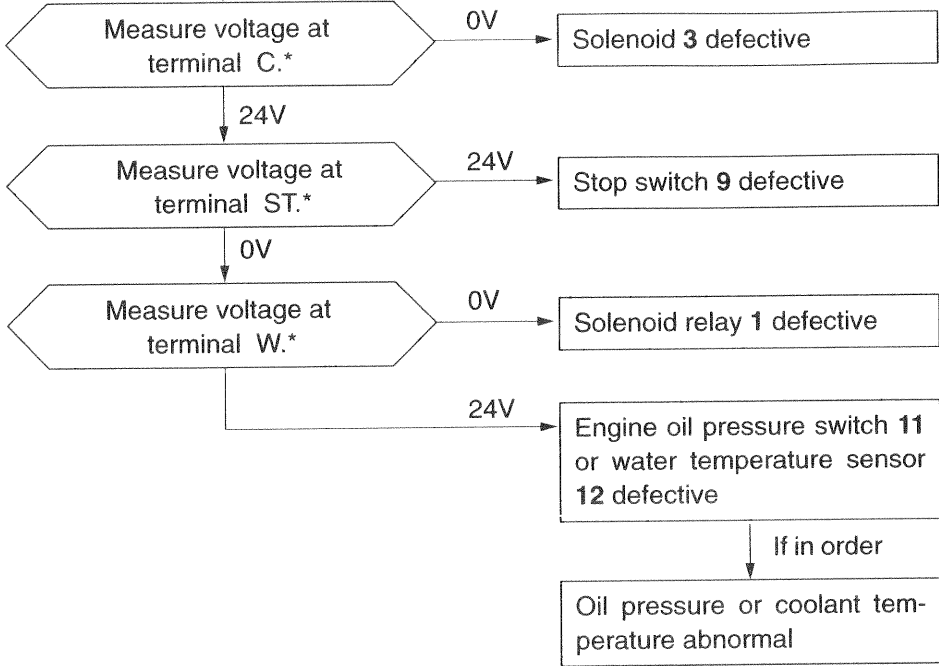 Measure voltage at
terminal C.*
0V
Solenoid 3 defective
24V
Measure voltage at
terminal ST.*
24V
Stop switch 9 defective
0V
Measure voltage at
terminal W.*
0V
Solenoid relay 1 defective
24V
Engine oil pressure switch 11
or water temperature sensor
12 defective
If in order
Oil pressure or coolant tem-
perature abnormal